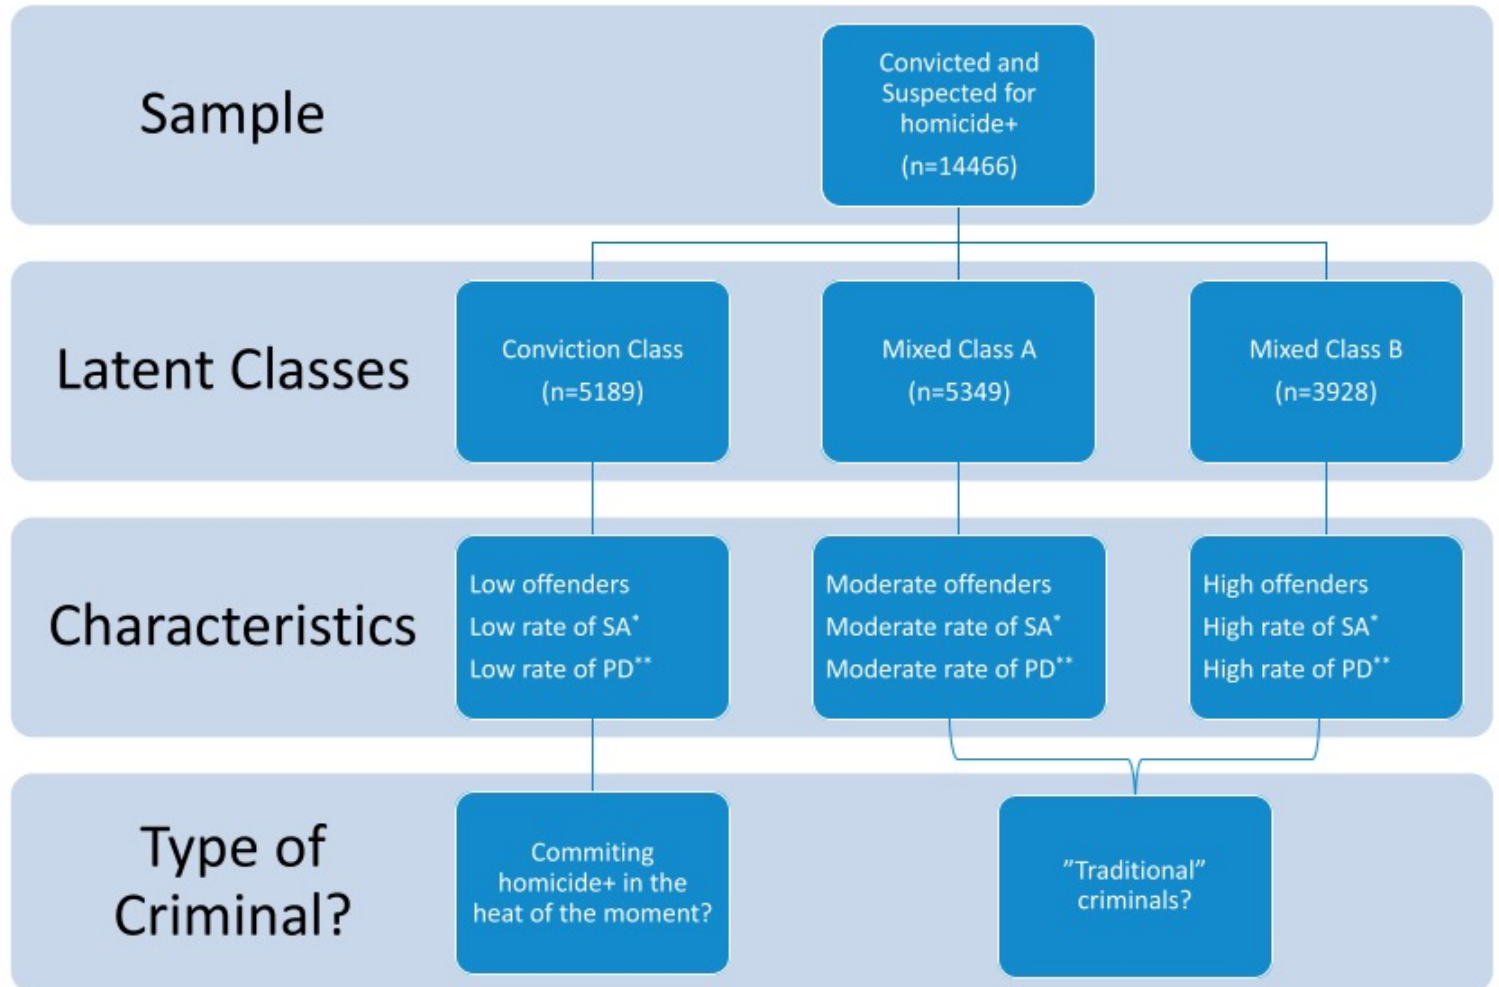 Sample
Convicted and
Suspected for
homicide+
(n=14466)
Latent Classes
Conviction Class
(n=5189)
Mixed Class A
(n=5349)
Mixed Class B
(n=3928)
Characteristics
Low offenders
Low rate of SA*
Low rate of PD**
Moderate offenders
Moderate rate of SA*
Moderate rate of PD**
High offenders
High rate of SA*
High rate of PD**
Type of
Criminal?
Commiting
homicide+ in the
heat of the moment?
”Traditional”
criminals?